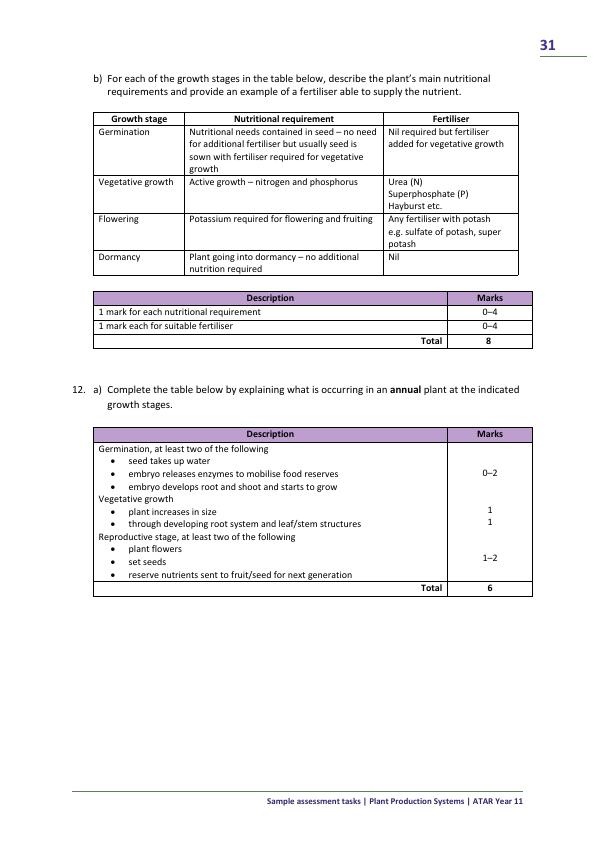 31
b) For each of the growth stages in the table below, describe the plant's main nutritional
requirements and provide an example of a fertiliser able to supply the nutrient.
Growth stage Nutritional requirement Fertiliser
Germination Nutritional needs contained in seed – no need Nil required but fertiliser
for additional fertiliser but usually seed is added for vegetative growth
sown with fertiliser required for vegetative
growth
Vegetative growth Active growth – nitrogen and phosphorus Urea (N)
Superphosphate (P)
Hayburst etc.
Flowering Potassium required for flowering and fruiting Any fertiliser with potash
e.g. sulfate of potash, super
potash
Dormancy Plant going into dormancy – no additional Nil
nutrition required
Description Marks
1 mark for each nutritional requirement 0–4
1 mark each for suitable fertiliser 0–4
Total 8
12. a) Complete the table below by explaining what is occurring in an annual plant at the indicated
growth stages.
Description Marks
Germination, at least two of the following
• seed takes up water
• embryo releases enzymes to mobilise food reserves 0–2
• embryo develops root and shoot and starts to grow
Vegetative growth
• plant increases in size 1
• through developing root system and leaf/stem structures 1
Reproductive stage, at least two of the following
• plant flowers
• set seeds 1–2
• reserve nutrients sent to fruit/seed for next generation
Total 6
Sample assessment tasks | Plant Production Systems | ATAR Year 11